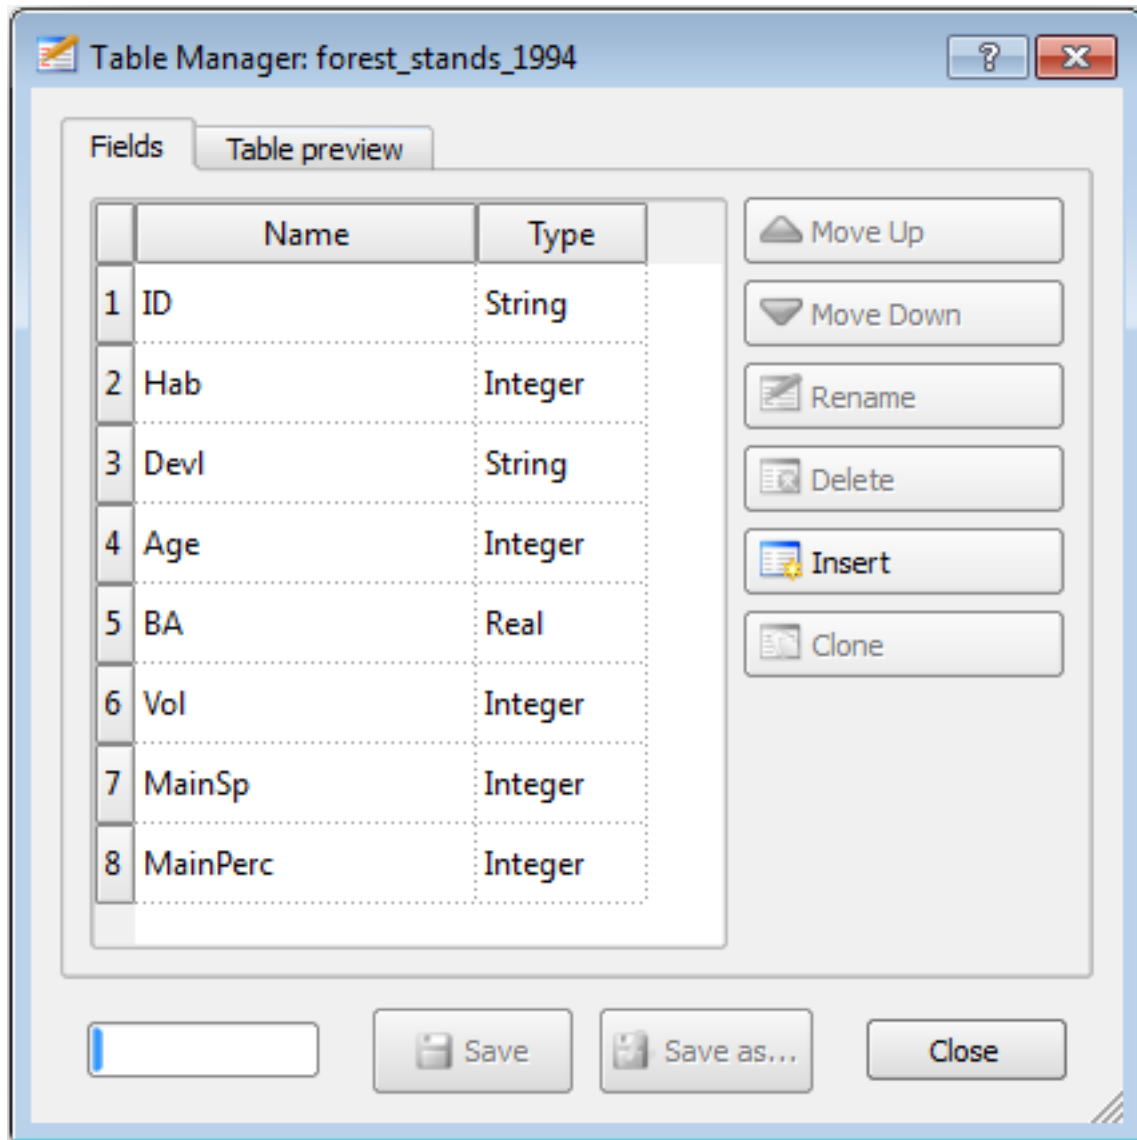 Table Manager: forest_stands_1994
?
Fields Table preview
Name Type
1 ID String
2 Hab Integer
3 Devl String
4 Age Integer
5 BA Real
6 Vol Integer
7 MainSp Integer
8 MainPerc Integer
Move Up
Move Down
Rename
Delete
Insert
Clone
Save Save as... Close